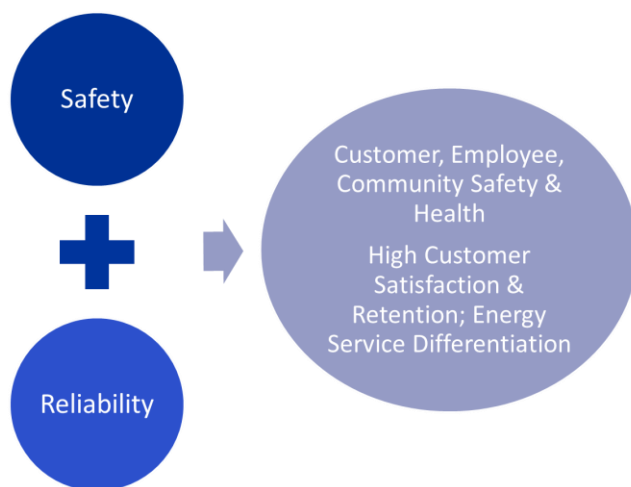 Safety
Reliability
Customer, Employee,
Community Safety &
Health
High Customer
Satisfaction &
Retention; Energy
Service Differentiation